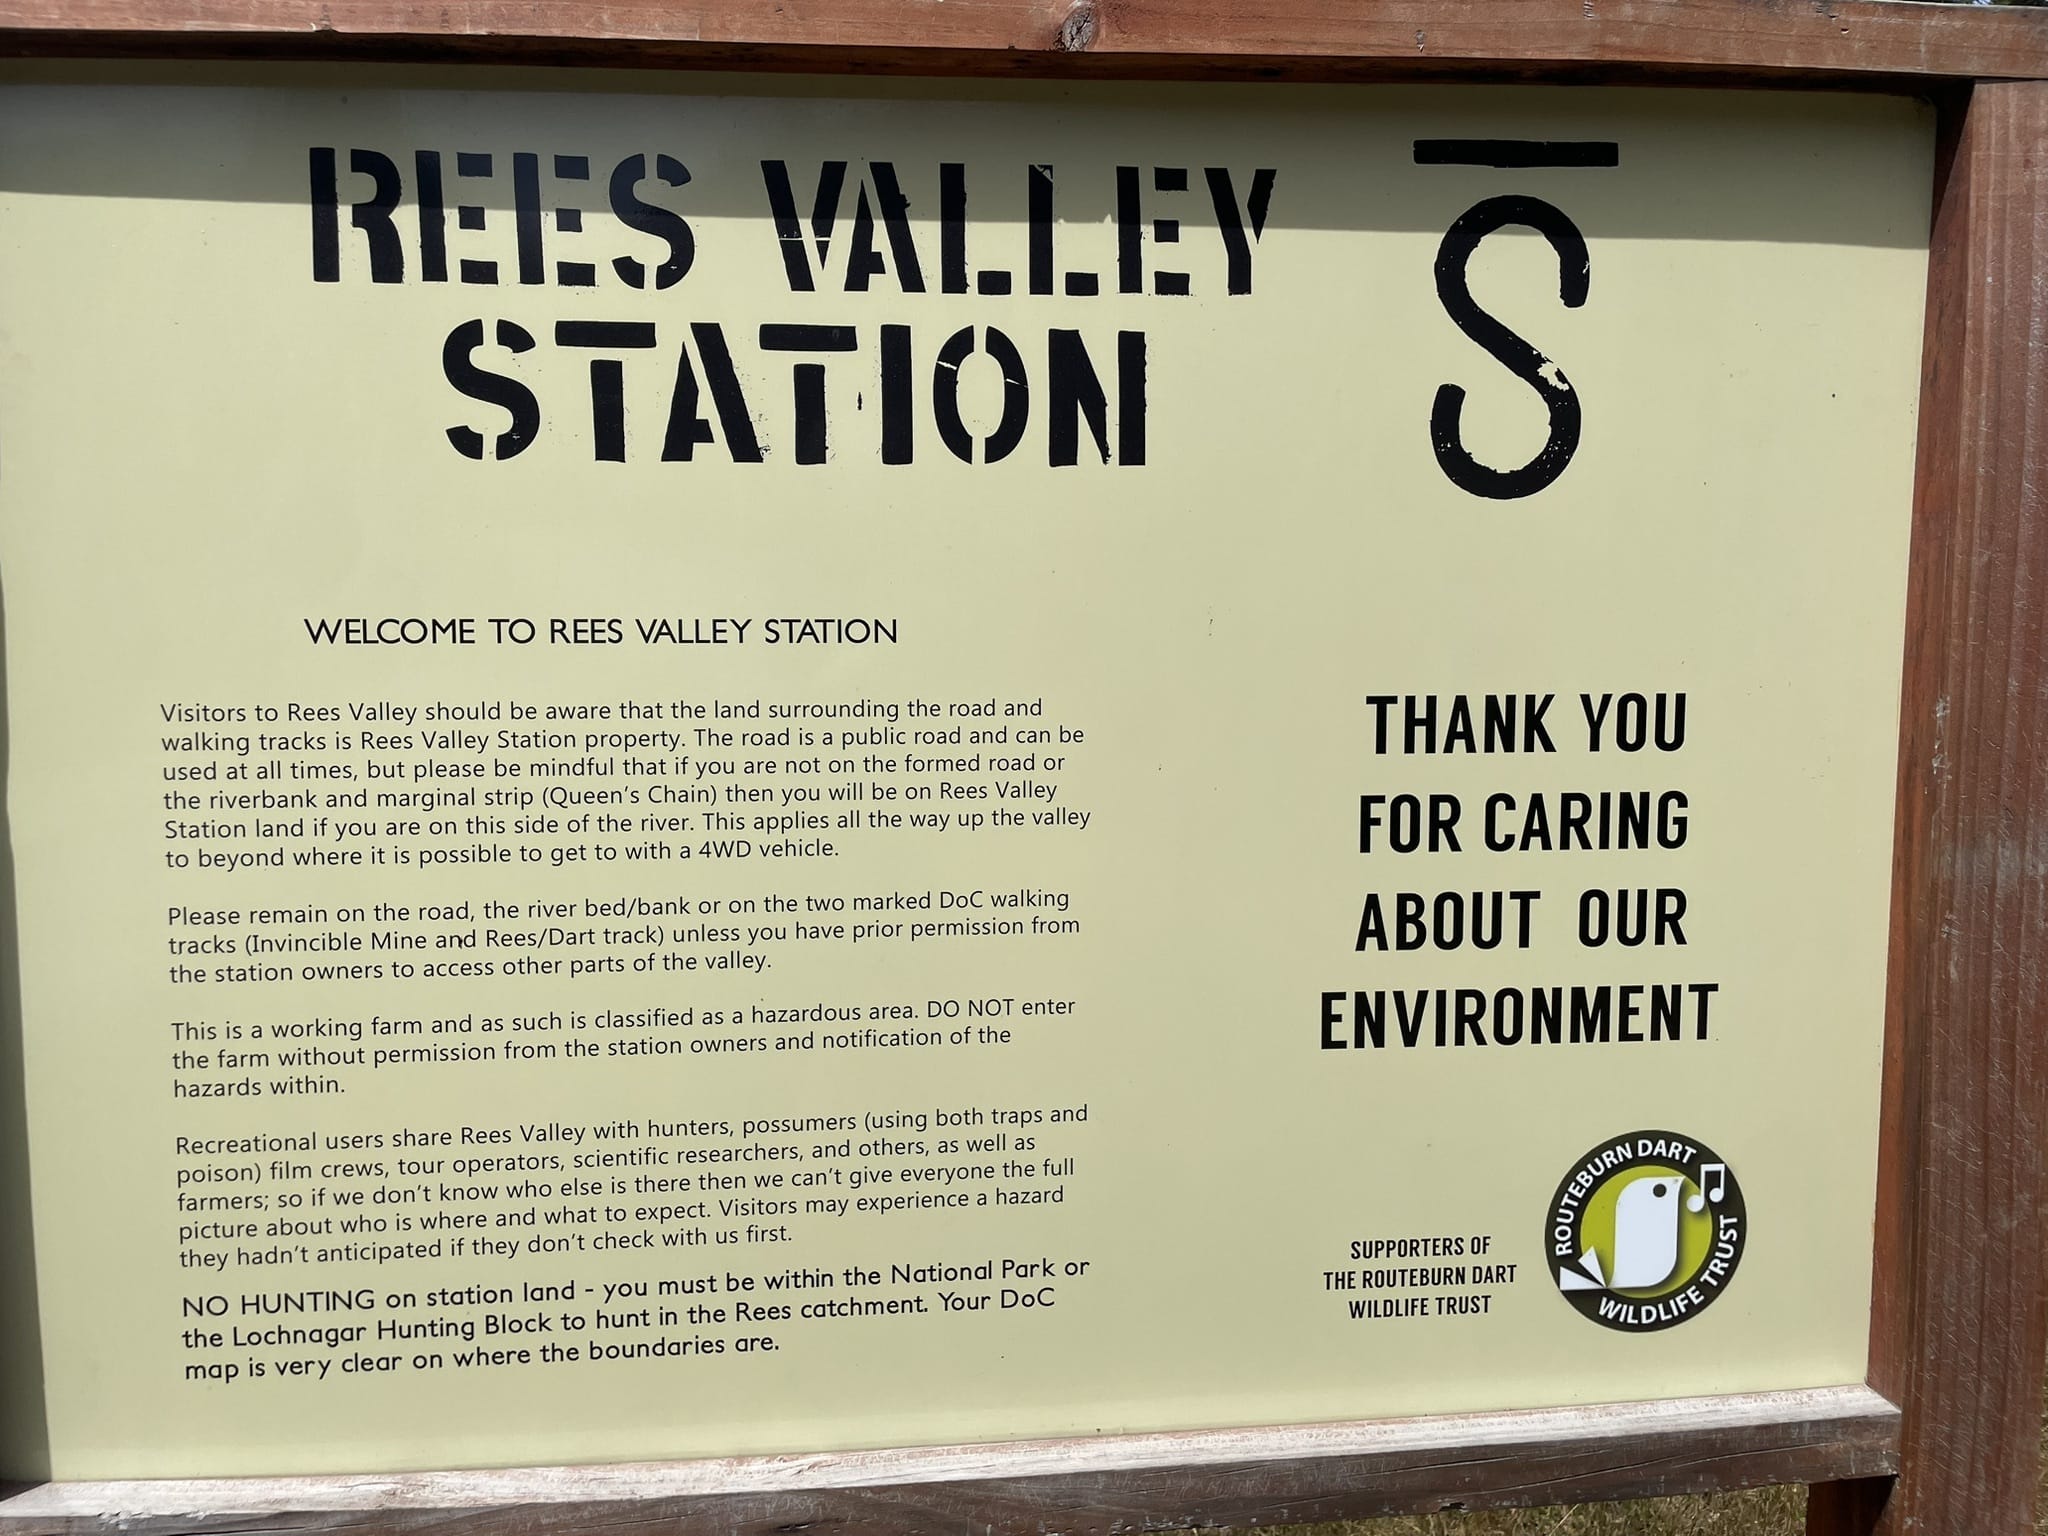 REES VALLEY
STATION
S
WELCOME TO REES VALLEY STATION
Visitors to Rees Valley should be aware that the land surrounding the road and
walking tracks is Rees Valley Station property. The road is a public road and can be
used at all times, but please be mindful that if you are not on the formed road or
the riverbank and marginal strip (Queen's Chain) then you will be on Rees Valley
Station land if you are on this side of the river. This applies all the way up the valley
to beyond where it is possible to get to with a 4WD vehicle.
Please remain on the road, the river bed/bank or on the two marked DoC walking
tracks (Invincible Mine and Rees/Dart track) unless you have prior permission from
the station owners to access other parts of the valley.
This is a working farm and as such is classified as a hazardous area. DO NOT enter
the farm without permission from the station owners and notification of the
hazards within.
Recreational users share Rees Valley with hunters, possumers (using both traps and
poison) film crews, tour operators, scientific researchers, and others, as well as
farmers; so if we don't know who else is there then we can't give everyone the full
picture about who is where and what to expect. Visitors may experience a hazard
they hadn't anticipated if they don't check with us first.
NO HUNTING on station land - you must be within the National Park or
the Lochnagar Hunting Block to hunt in the Rees catchment. Your DoC
map is very clear on where the boundaries are.
THANK YOU
FOR CARING
ABOUT OUR
ENVIRONMENT
SUPPORTERS OF
THE ROUTEBURN DART
WILDLIFE TRUST
ROUTEBURN DART
WILDLIFE TRUST